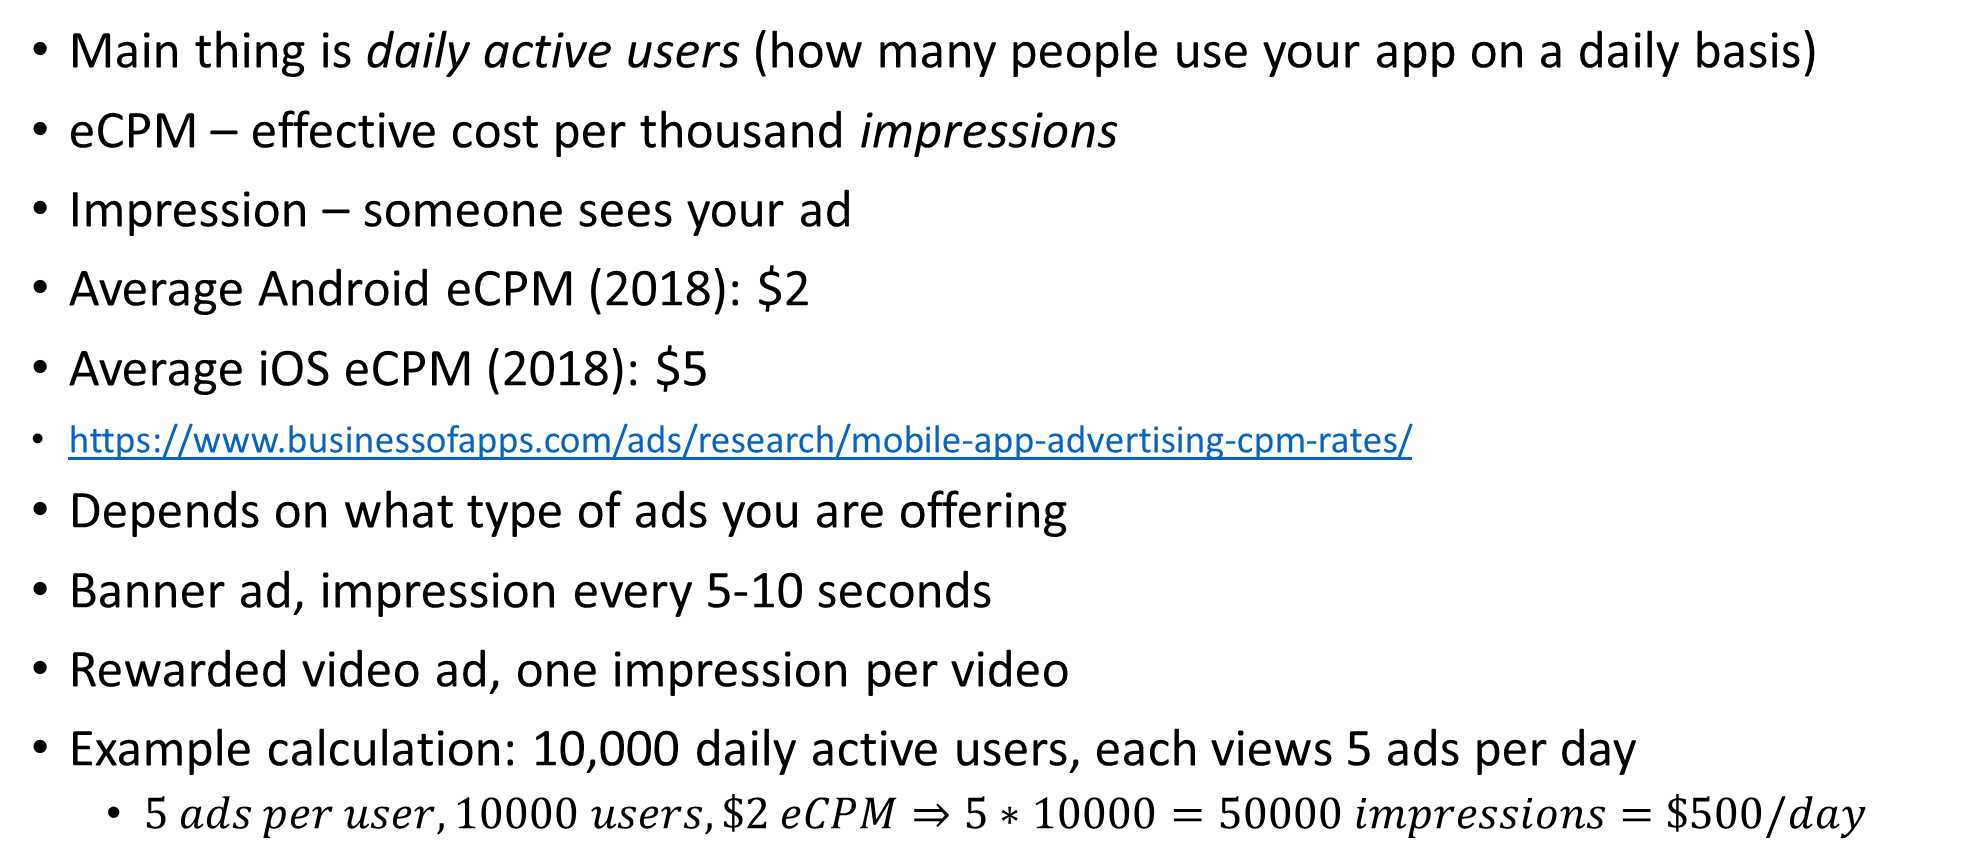 • Main thing is daily active users (how many people use your app on a daily basis)
• eCPM – effective cost per thousand impressions
• Impression – someone sees your ad
• Average Android eCPM (2018): $2
• Average iOS eCPM (2018): $5
• https://www.businessofapps.com/ads/research/mobile-app-advertising-cpm-rates/
• Depends on what type of ads you are offering
• Banner ad, impression every 5-10 seconds
• Rewarded video ad, one impression per video
• Example calculation: 10,000 daily active users, each views 5 ads per day
• 5 ads per user, 10000 users, $2 eCPM ⇒ 5 ∗ 10000 = 50000 impressions = $500/day